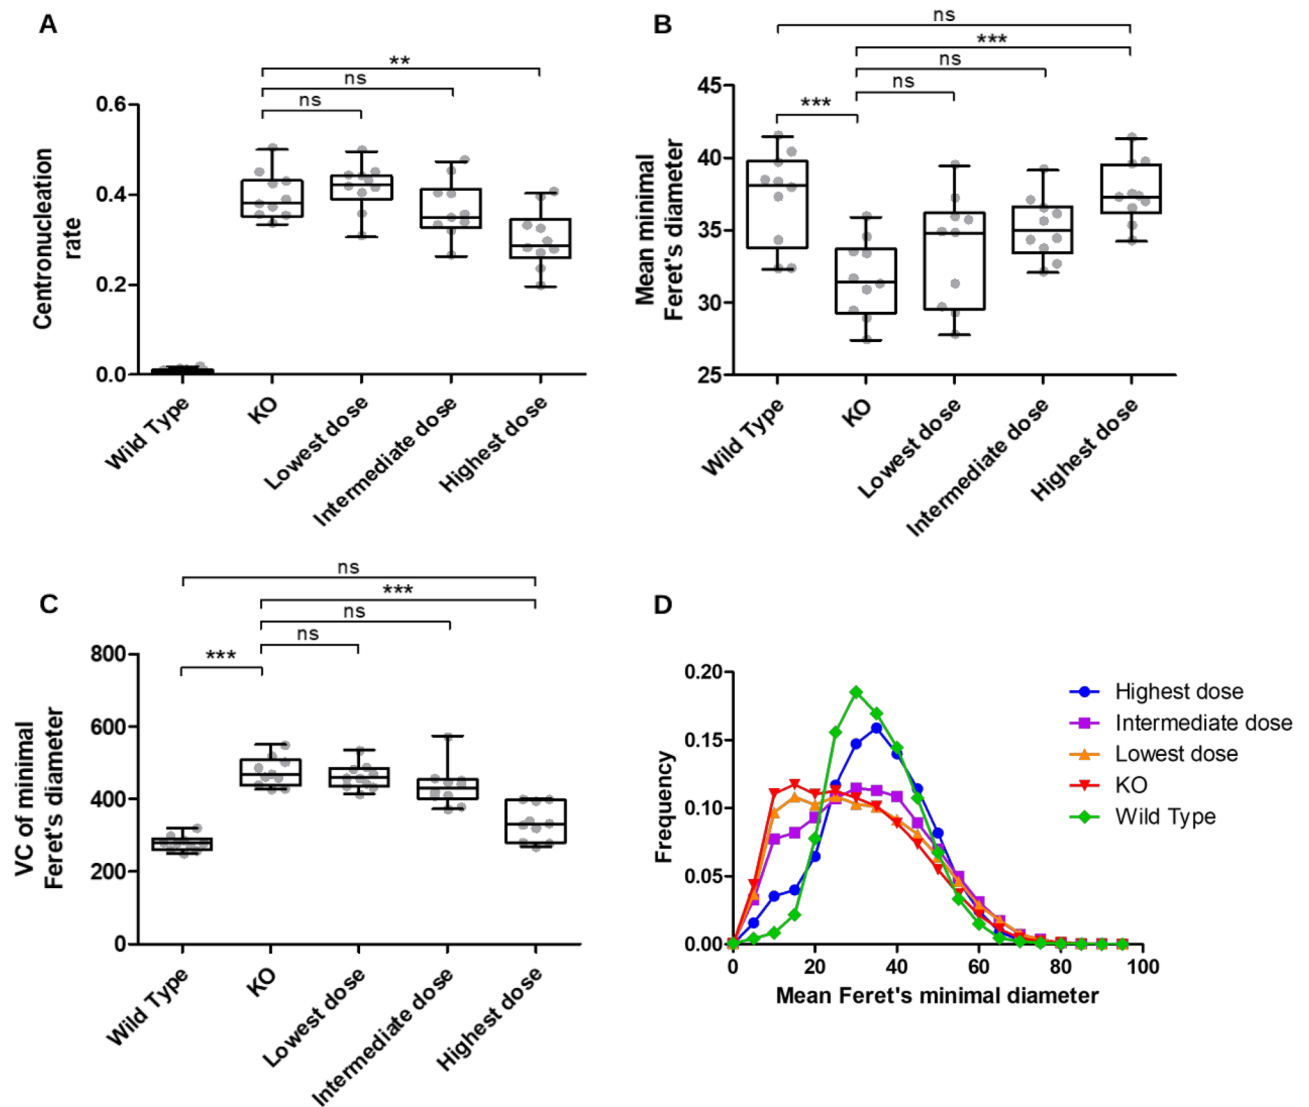 A
**
ns
ns
0.6
0.4
0.2
0.0
Centronucleation
rate
Wild Type
KO
Lowest dose
Intermediate dose
Highest dose
B
ns
***
ns
ns
***
45
40
35
30
25
Mean minimal
Feret's diameter
Wild Type
KO
Lowest dose
Intermediate dose
Highest dose
C
ns
***
ns
ns
***
800
600
400
200
0
VC of minimal
Feret's diameter
Wild Type
KO
Lowest dose
Intermediate dose
Highest dose
D
0.20
0.15
0.10
0.05
0.00
Frequency
0 20 40 60 80 100
Mean Feret's minimal diameter
Highest dose
Intermediate dose
Lowest dose
KO
Wild Type